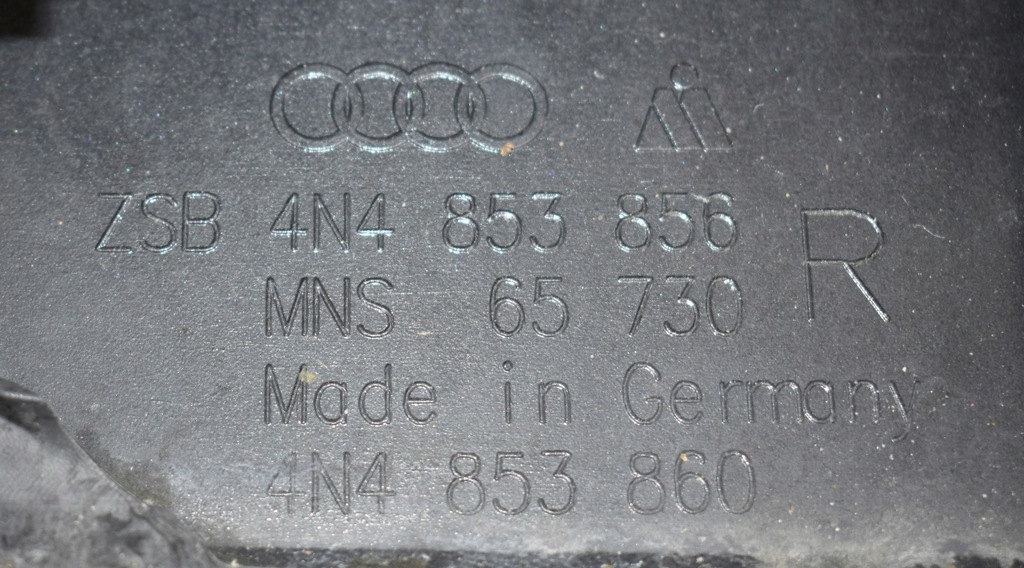 ZSB 4N4 853 856 R
MNS 65 730
Made in Germany
4N4 853 860